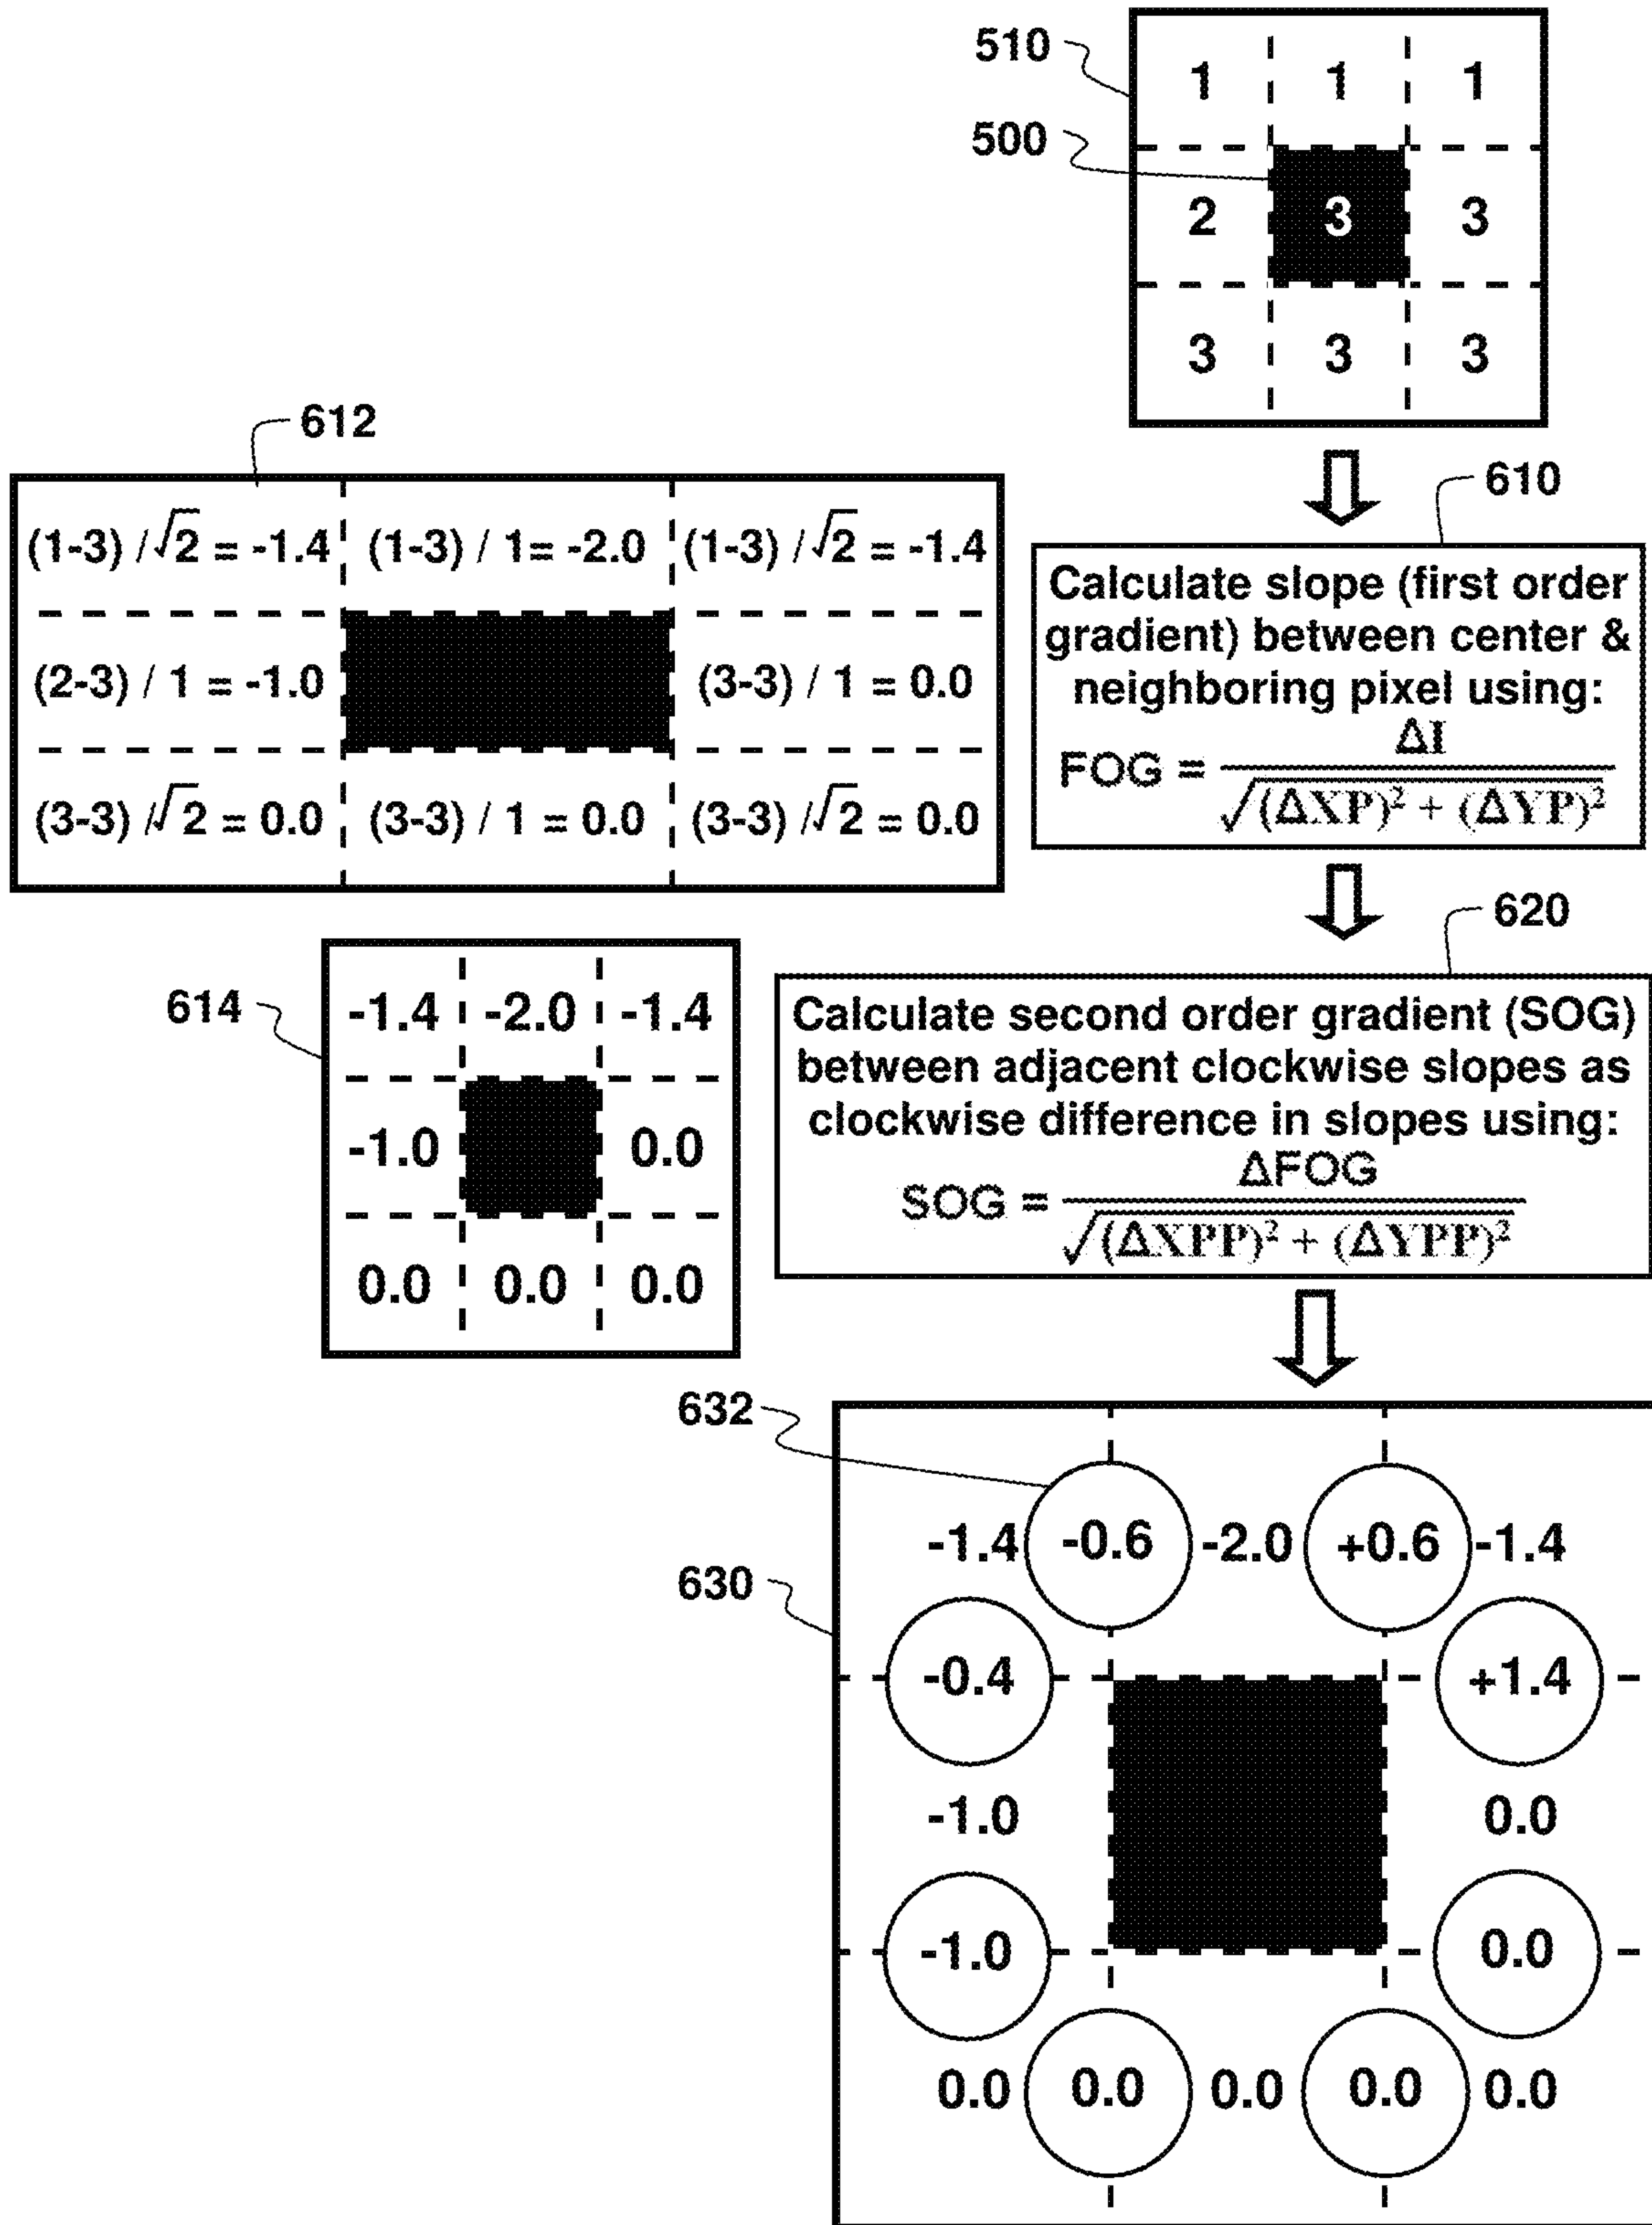 510
1 1 1
500
2 3 3
3 3 3
612
(1-3) /√2 = -1.4 (1-3) / 1= -2.0 (1-3) /√2 = -1.4
(2-3) / 1 = -1.0 (3-3) / 1 = 0.0
(3-3) /√2 = 0.0 (3-3) / 1 = 0.0 (3-3) /√2 = 0.0
610
Calculate slope (first order
gradient) between center &
neighboring pixel using:
FOG = ΔI / √(ΔXP)² + (ΔYP)²
614
-1.4 -2.0 -1.4
-1.0 0.0
0.0 0.0 0.0
620
Calculate second order gradient (SOG)
between adjacent clockwise slopes as
clockwise difference in slopes using:
SOG = ΔFOG / √(ΔXPP)² + (ΔYPP)²
632
630
-1.4 -0.6 -2.0 +0.6 -1.4
-0.4 +1.4
-1.0 0.0
-1.0 0.0
0.0 0.0 0.0 0.0 0.0